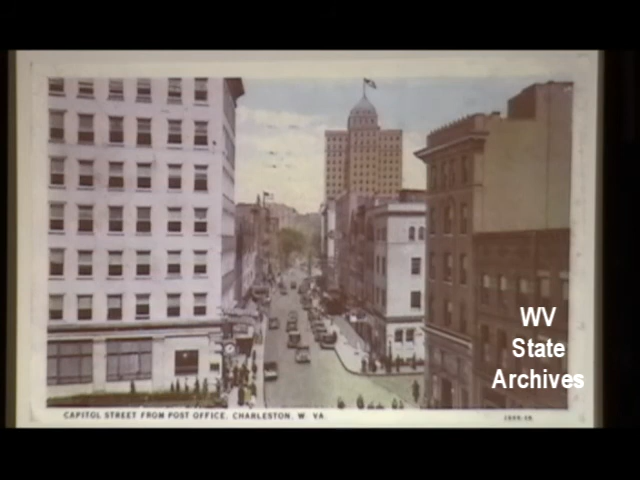 WV
State
Archives
CAPITOL STREET FROM POST OFFICE, CHARLESTON, W. VA.